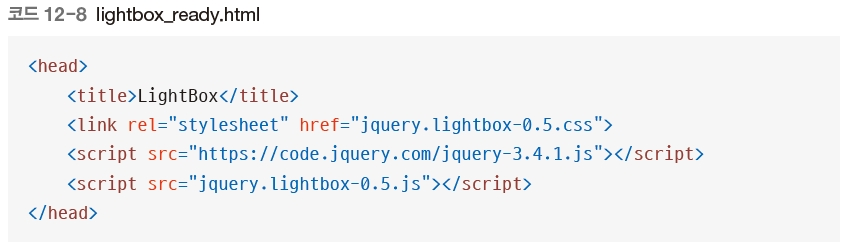 코드 12-8 lightbox_ready.html
<head>
    <title>LightBox</title>
    <link rel="stylesheet" href="jquery.lightbox-0.5.css">
    <script src="https://code.jquery.com/jquery-3.4.1.js"></script>
    <script src="jquery.lightbox-0.5.js"></script>
</head>